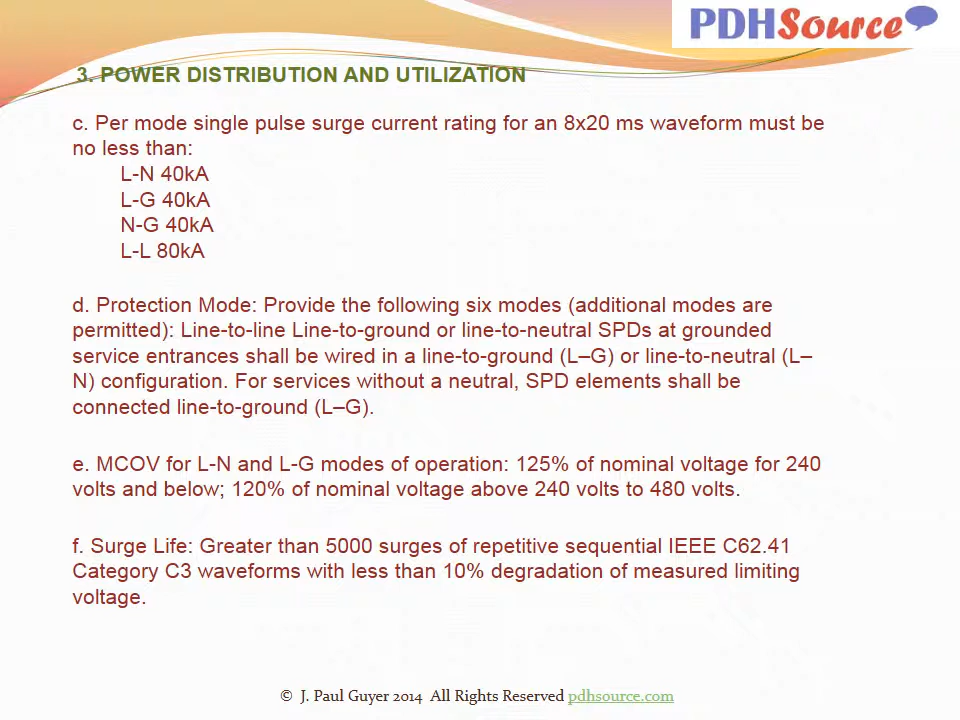 PDHSource
3. POWER DISTRIBUTION AND UTILIZATION
c. Per mode single pulse surge current rating for an 8x20 ms waveform must be
no less than:
L-N 40kA
L-G 40kA
N-G 40kA
L-L 80kA
d. Protection Mode: Provide the following six modes (additional modes are
permitted): Line-to-line Line-to-ground or line-to-neutral SPDs at grounded
service entrances shall be wired in a line-to-ground (L–G) or line-to-neutral (L–
N) configuration. For services without a neutral, SPD elements shall be
connected line-to-ground (L–G).
e. MCOV for L-N and L-G modes of operation: 125% of nominal voltage for 240
volts and below; 120% of nominal voltage above 240 volts to 480 volts.
f. Surge Life: Greater than 5000 surges of repetitive sequential IEEE C62.41
Category C3 waveforms with less than 10% degradation of measured limiting
voltage.
© J. Paul Guyer 2014 All Rights Reserved pdhsource.com